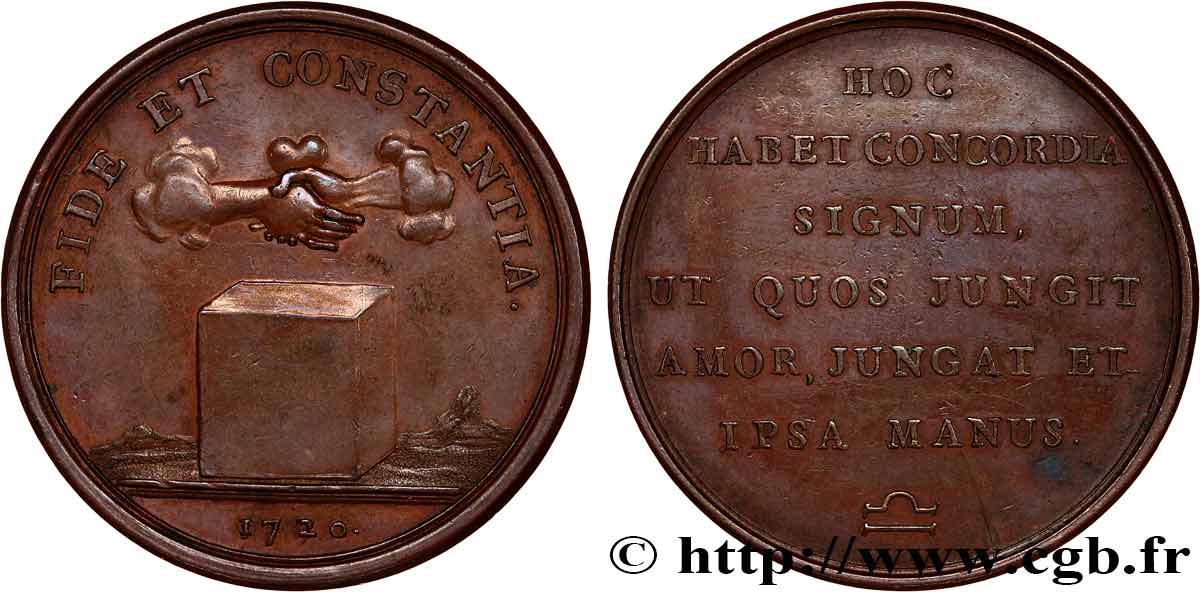 FIDE ET CONSTANTIA.
1720.
HOC
HABET CONCORDIA
SIGNUM,
UT QUOS JUNGIT
AMOR, JUNGAT ET
IPSA MANUS.
♎
© http://www.cgb.fr